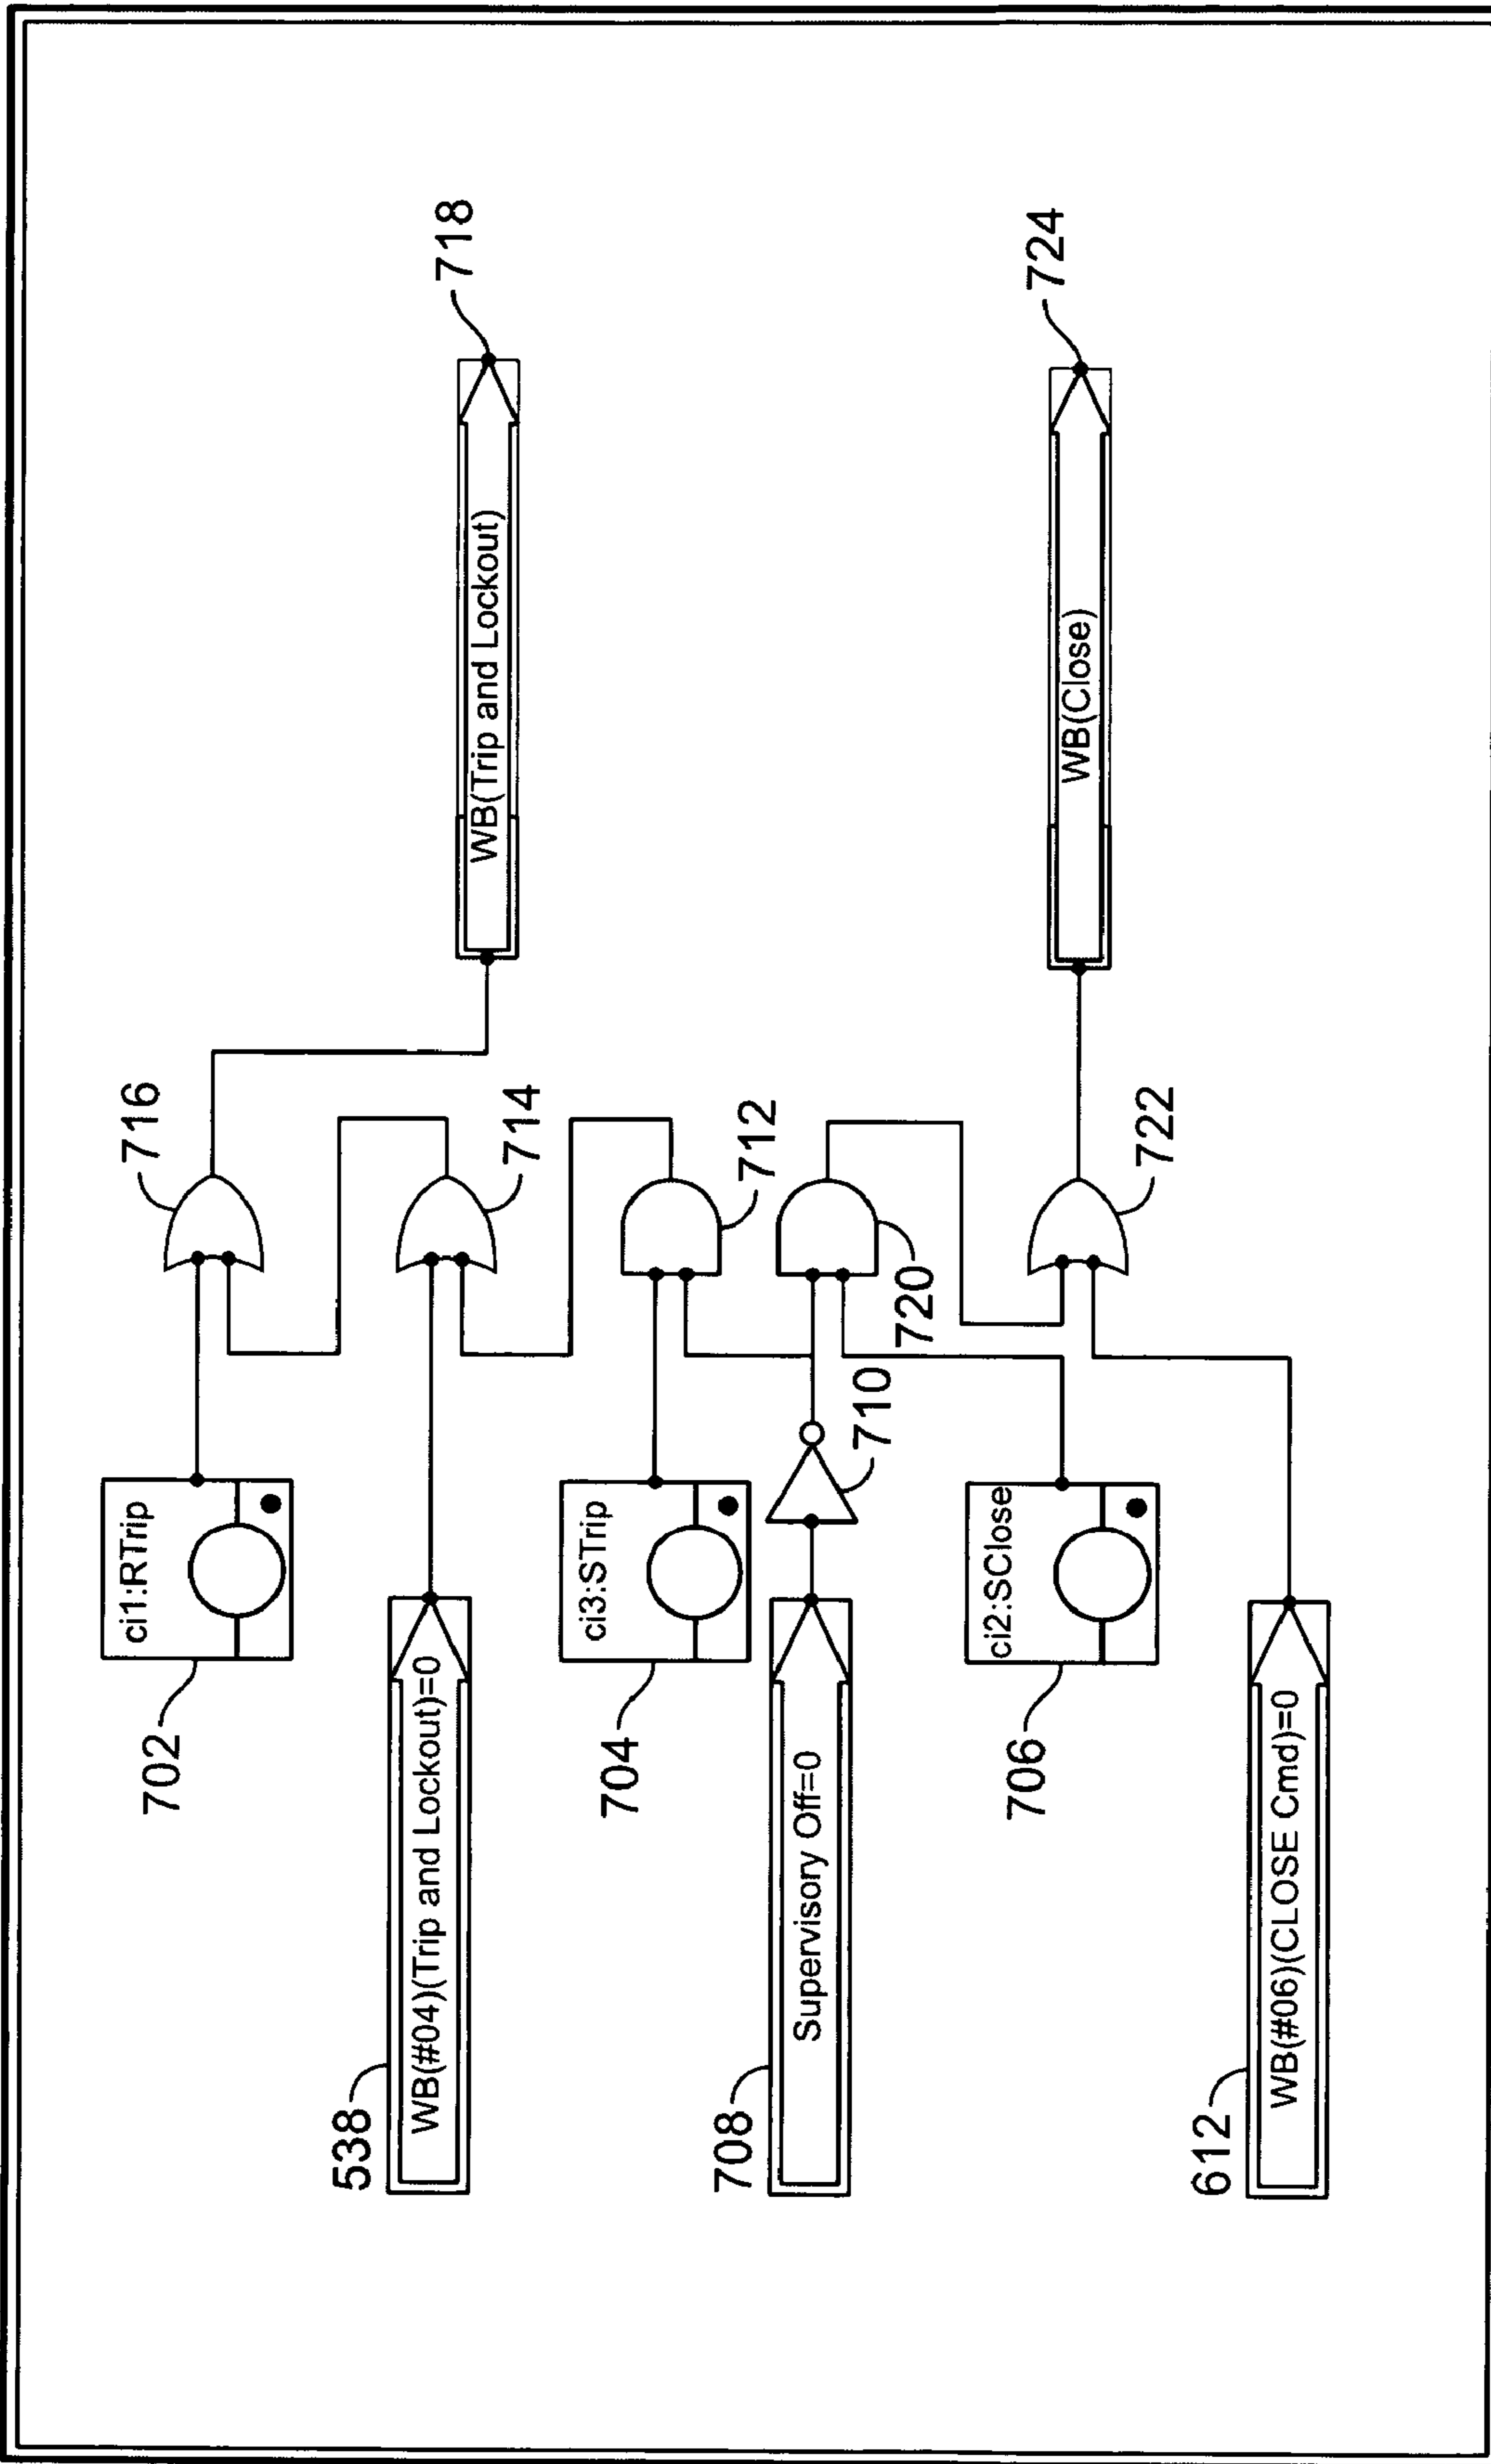 702
ci1:RTrip
716
538
WB(#04)(Trip and Lockout)=0
714
WB(Trip and Lockout)
718
704
ci3:STrip
712
708
Supervisory Off=0
710
720
706
ci2:SClose
722
WB(Close)
724
612
WB(#06)(CLOSE Cmd)=0